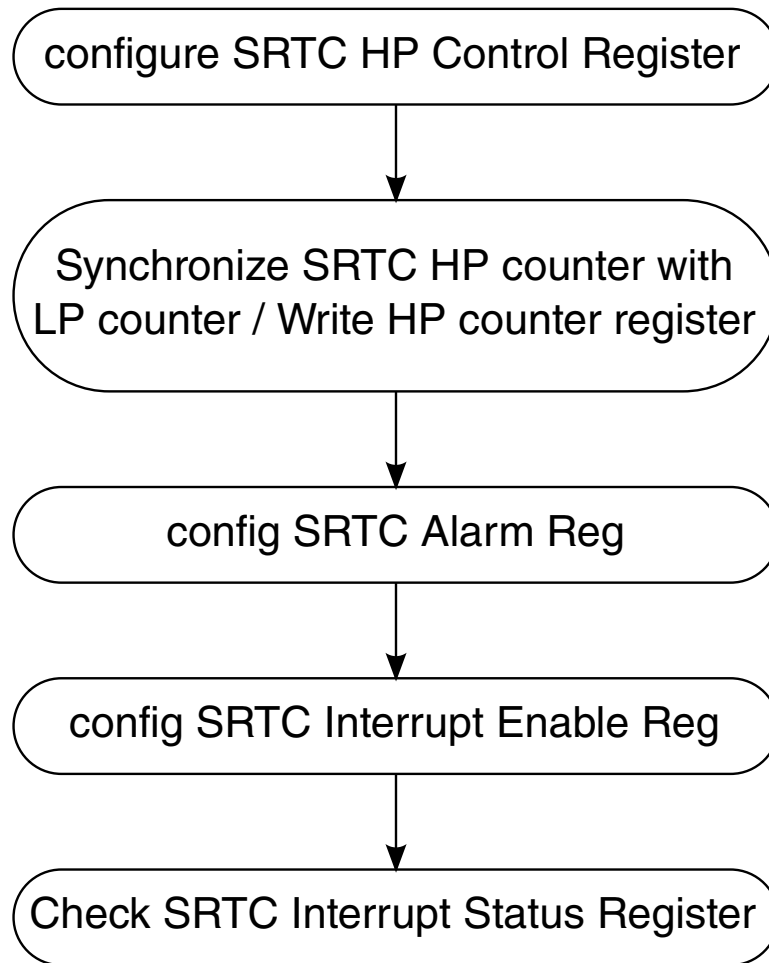 configure SRTC HP Control Register
Synchronize SRTC HP counter with
LP counter / Write HP counter register
config SRTC Alarm Reg
config SRTC Interrupt Enable Reg
Check SRTC Interrupt Status Register